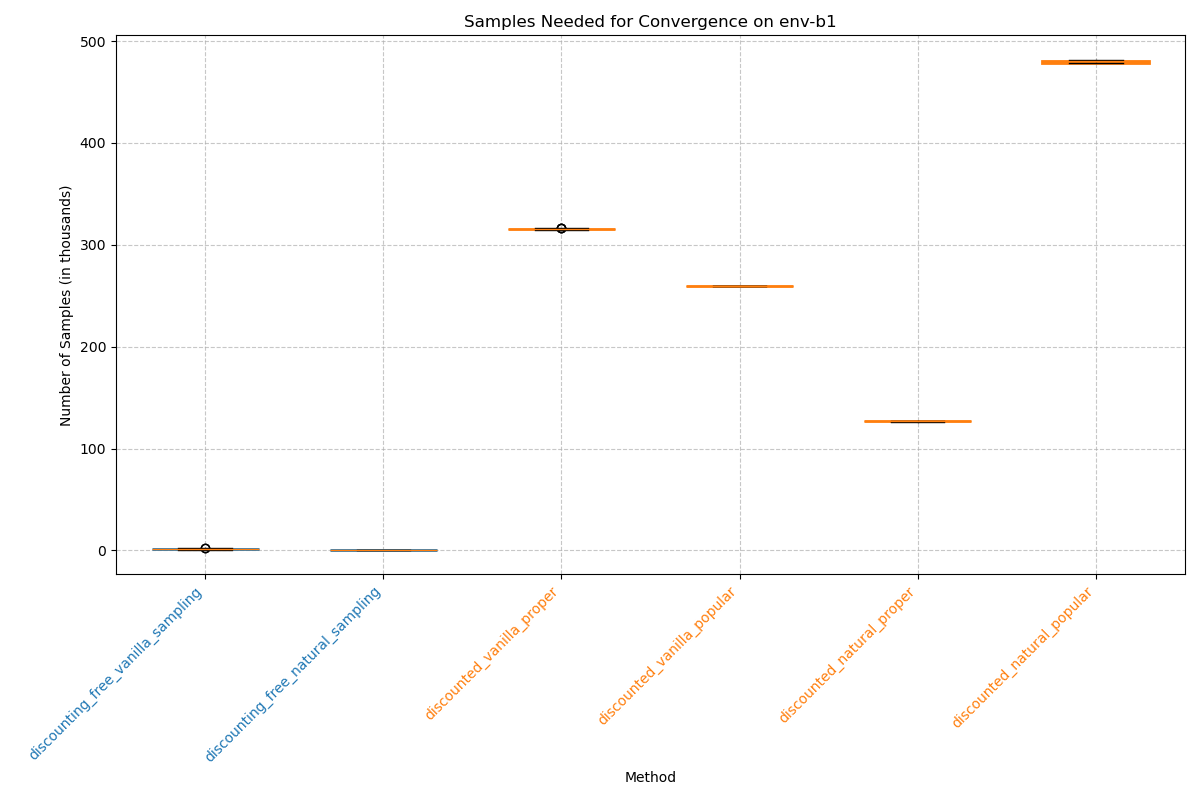 Samples Needed for Convergence on env-b1
Number of Samples (in thousands)
500
400
300
200
100
0
discounting_free_vanilla_sampling
discounting_free_natural_sampling
discounted_vanilla_proper
discounted_vanilla_popular
discounted_natural_proper
discounted_natural_popular
Method